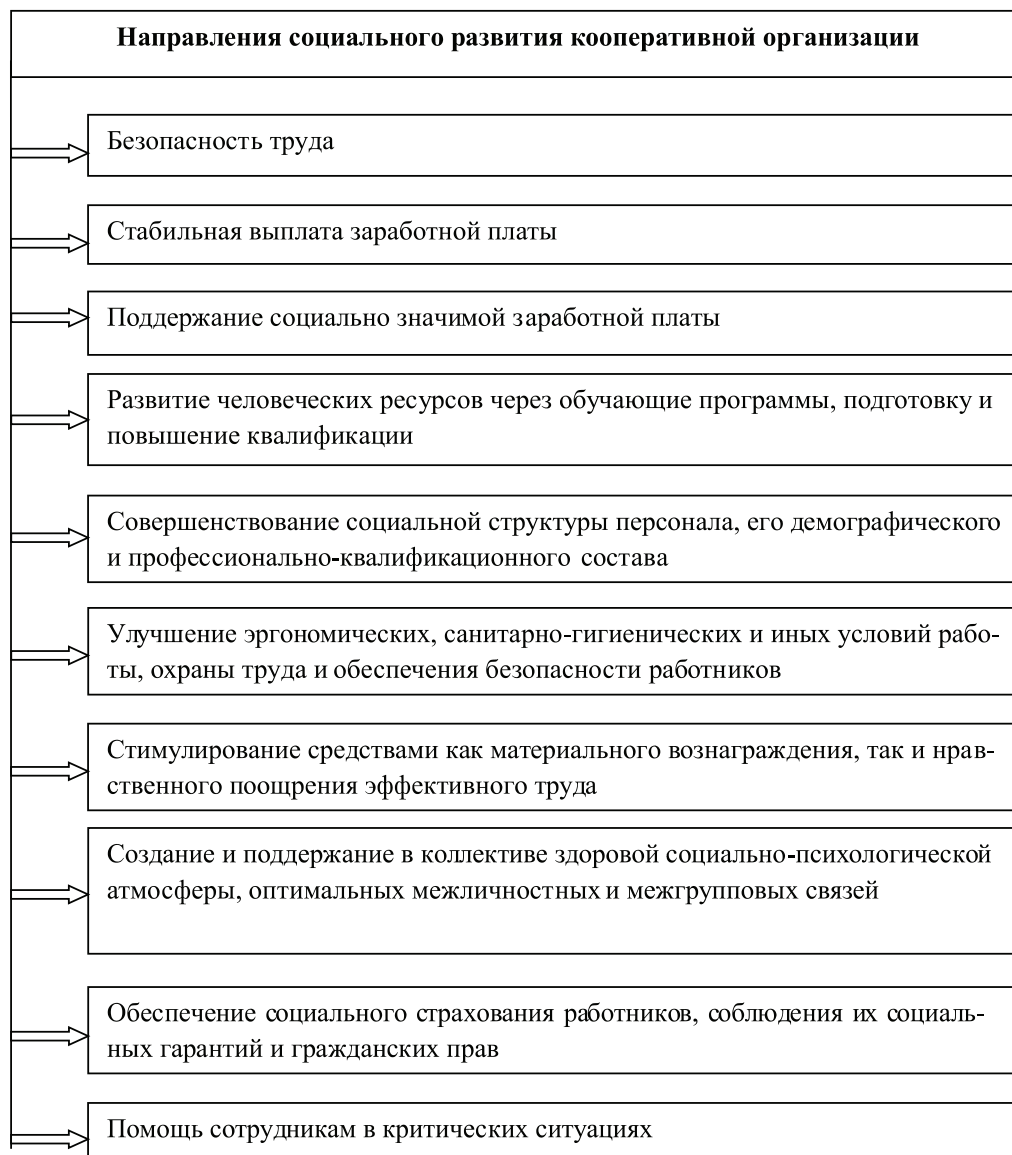 Направления социального развития кооперативной организации
Безопасность труда
Стабильная выплата заработной платы
Поддержание социально значимой заработной платы
Развитие человеческих ресурсов через обучающие программы, подготовку и
повышение квалификации
Совершенствование социальной структуры персонала, его демографического
и профессионально-квалификационного состава
Улучшение эргономических, санитарно-гигиенических и иных условий рабо-
ты, охраны труда и обеспечения безопасности работников
Стимулирование средствами как материального вознаграждения, так и нрав-
ственного поощрения эффективного труда
Создание и поддержание в коллективе здоровой социально-психологической
атмосферы, оптимальных межличностных и межгрупповых связей
Обеспечение социального страхования работников, соблюдения их социаль-
ных гарантий и гражданских прав
Помощь сотрудникам в критических ситуациях